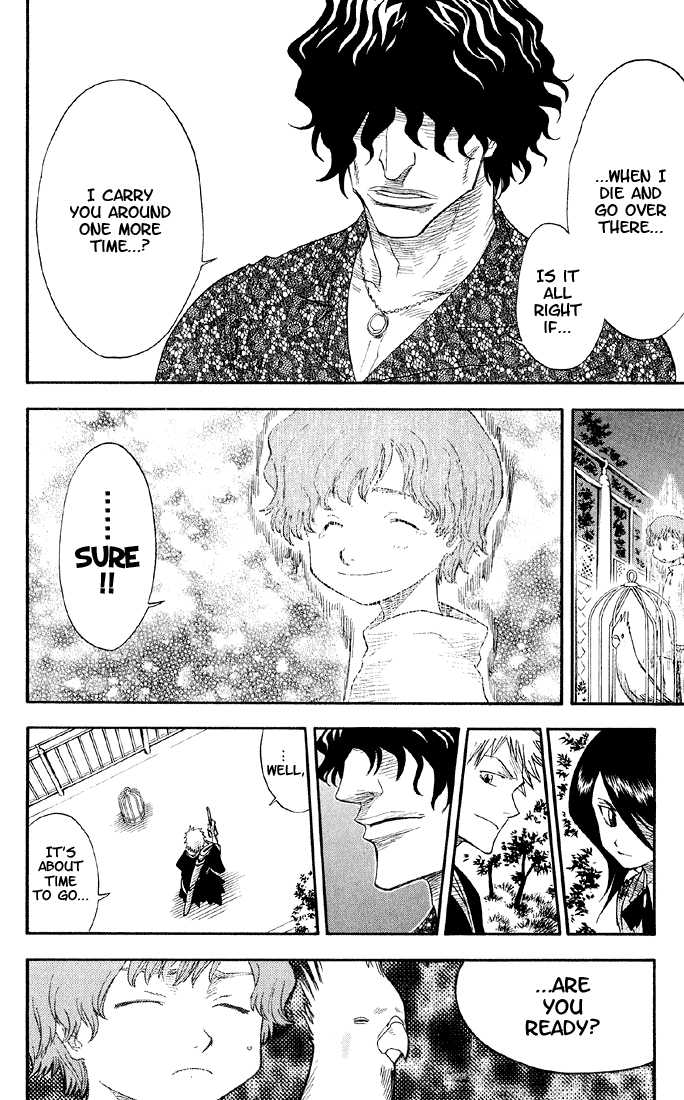 ...WHEN I
DIE AND
GO OVER
THERE...
IS IT
ALL
RIGHT
IF...
I CARRY
YOU AROUND
ONE MORE
TIME...?
......
SURE
!!
...
WELL,
IT'S
ABOUT
TIME
TO GO...
...ARE
YOU
READY?